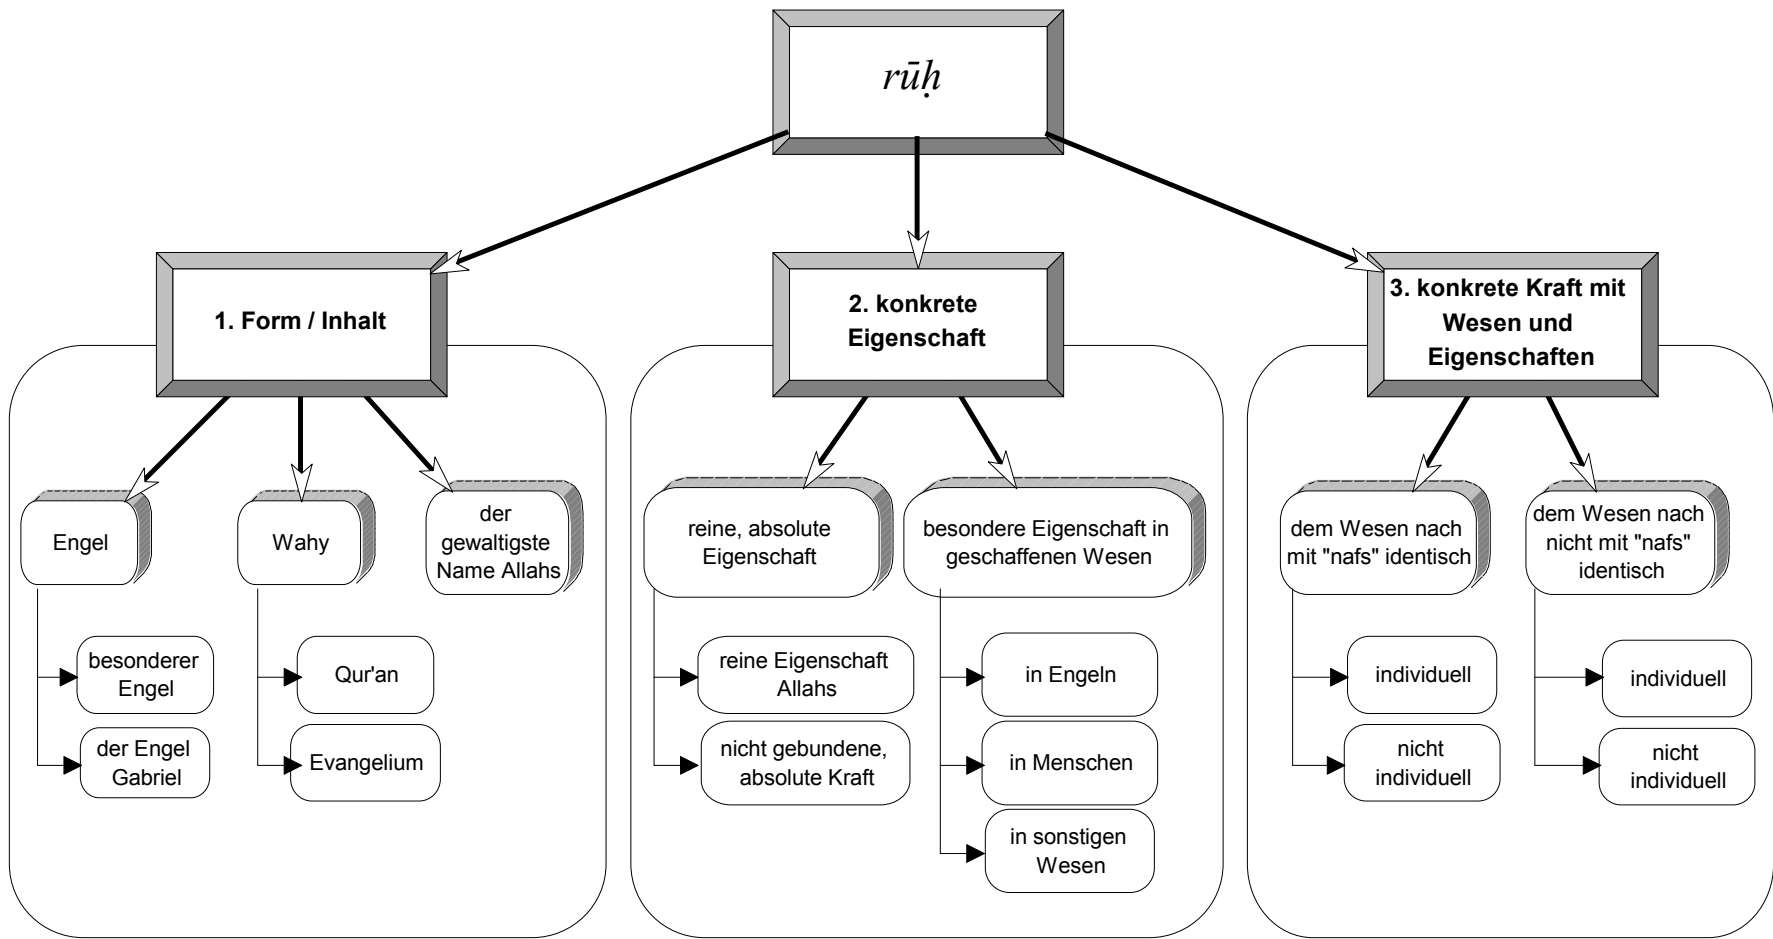 rūḥ
1. Form / Inhalt
2. konkrete
Eigenschaft
3. konkrete Kraft mit
Wesen und
Eigenschaften
Engel
Wahy
der
gewaltigste
Name Allahs
besonderer
Engel
der Engel
Gabriel
Qur'an
Evangelium
reine, absolute
Eigenschaft
besondere Eigenschaft in
geschaffenen Wesen
reine Eigenschaft
Allahs
nicht gebundene,
absolute Kraft
in Engeln
in Menschen
in sonstigen
Wesen
dem Wesen nach
mit "nafs" identisch
dem Wesen nach
nicht mit "nafs"
identisch
individuell
nicht
individuell
individuell
nicht
individuell